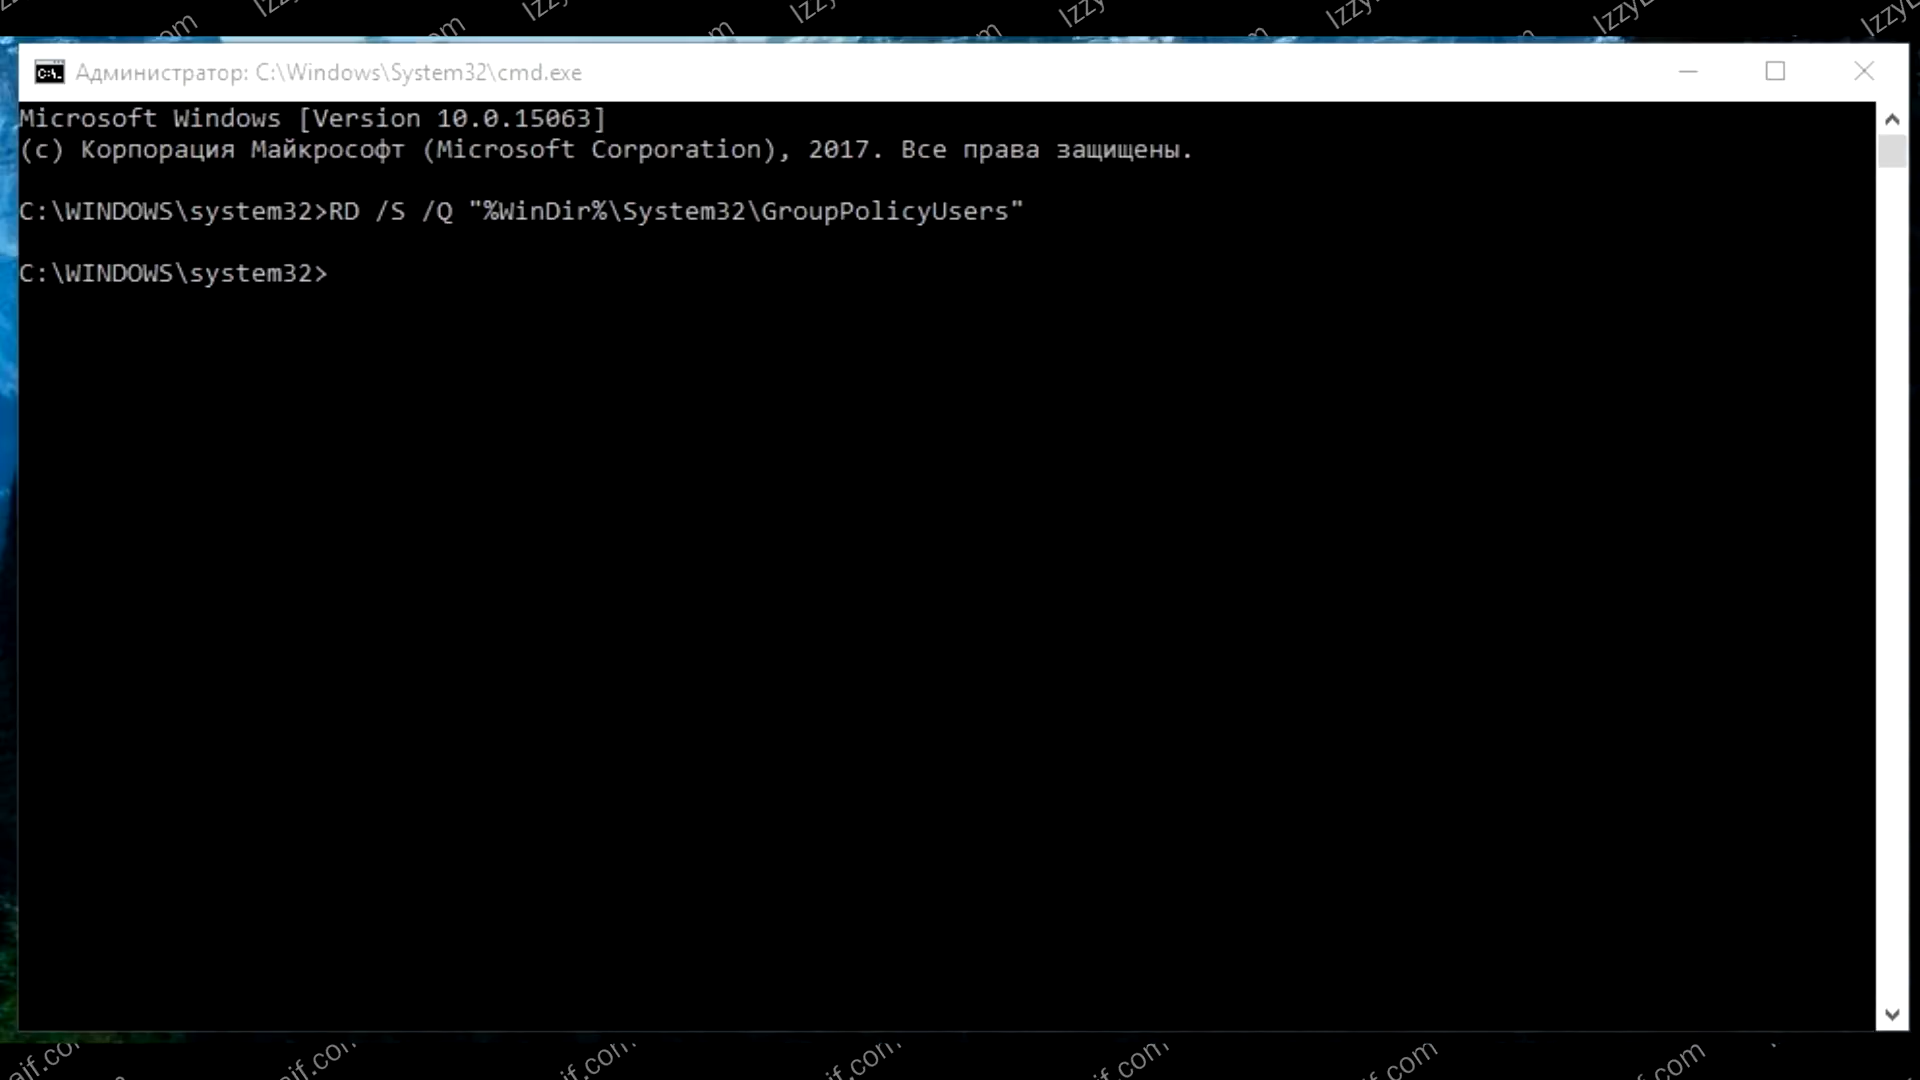 Администратор: C:\Windows\System32\cmd.exe
Microsoft Windows [Version 10.0.15063]
(c) Корпорация Майкрософт (Microsoft Corporation), 2017. Все права защищены.
C:\WINDOWS\system32>RD /S /Q "%WinDir%\System32\GroupPolicyUsers"
C:\WINDOWS\system32>